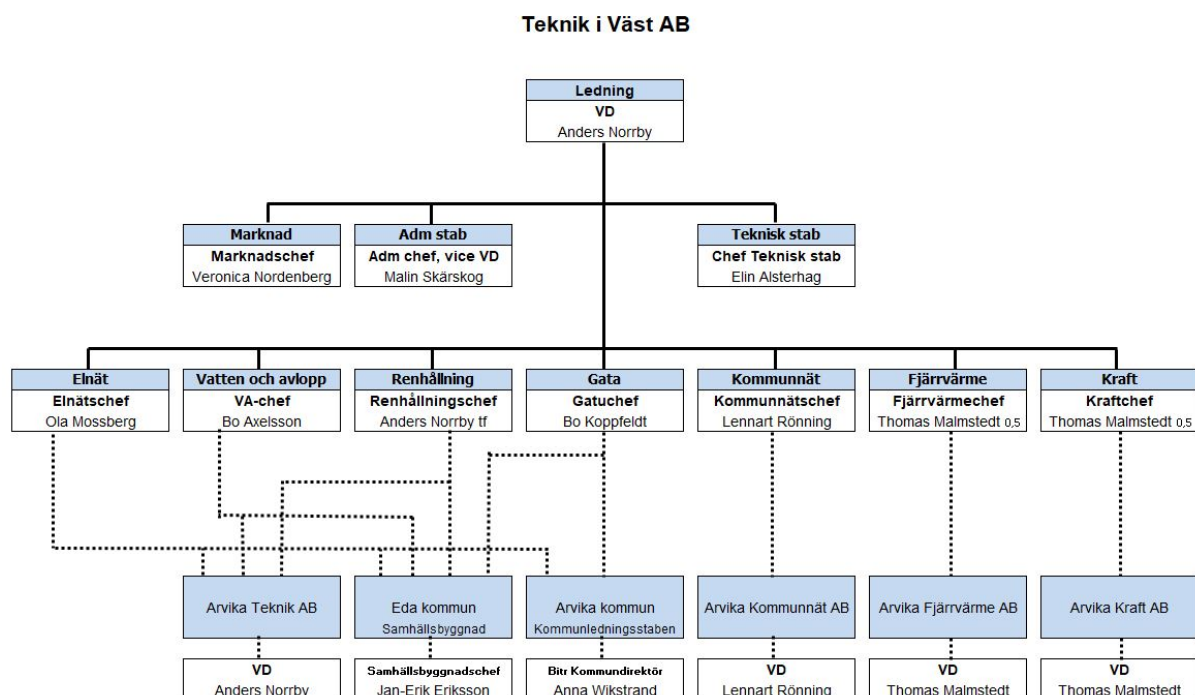 Teknik i Väst AB
Ledning
VD
Anders Norrby
Marknad
Marknadschef
Veronica Nordenberg
Adm stab
Adm chef, vice VD
Malin Skärskog
Teknisk stab
Chef Teknisk stab
Elin Alsterhag
Elnät
Elnätschef
Ola Mossberg
Vatten och avlopp
VA-chef
Bo Axelsson
Renhållning
Renhållningschef
Anders Norrby tf
Gata
Gatuchef
Bo Koppfeldt
Kommunnät
Kommunnätschef
Lennart Rönning
Fjärrvärme
Fjärrvärmechef
Thomas Malmstedt 0,5
Kraft
Kraftchef
Thomas Malmstedt 0,5
Arvika Teknik AB
Eda kommun
Samhällsbyggnad
Arvika kommun
Kommunledningsstaben
Arvika Kommunnät AB
Arvika Fjärrvärme AB
Arvika Kraft AB
VD
Anders Norrby
Samhällsbyggnadschef
Jan-Erik Eriksson
Bitr Kommundirektör
Anna Wikstrand
VD
Lennart Rönning
VD
Thomas Malmstedt
VD
Thomas Malmstedt